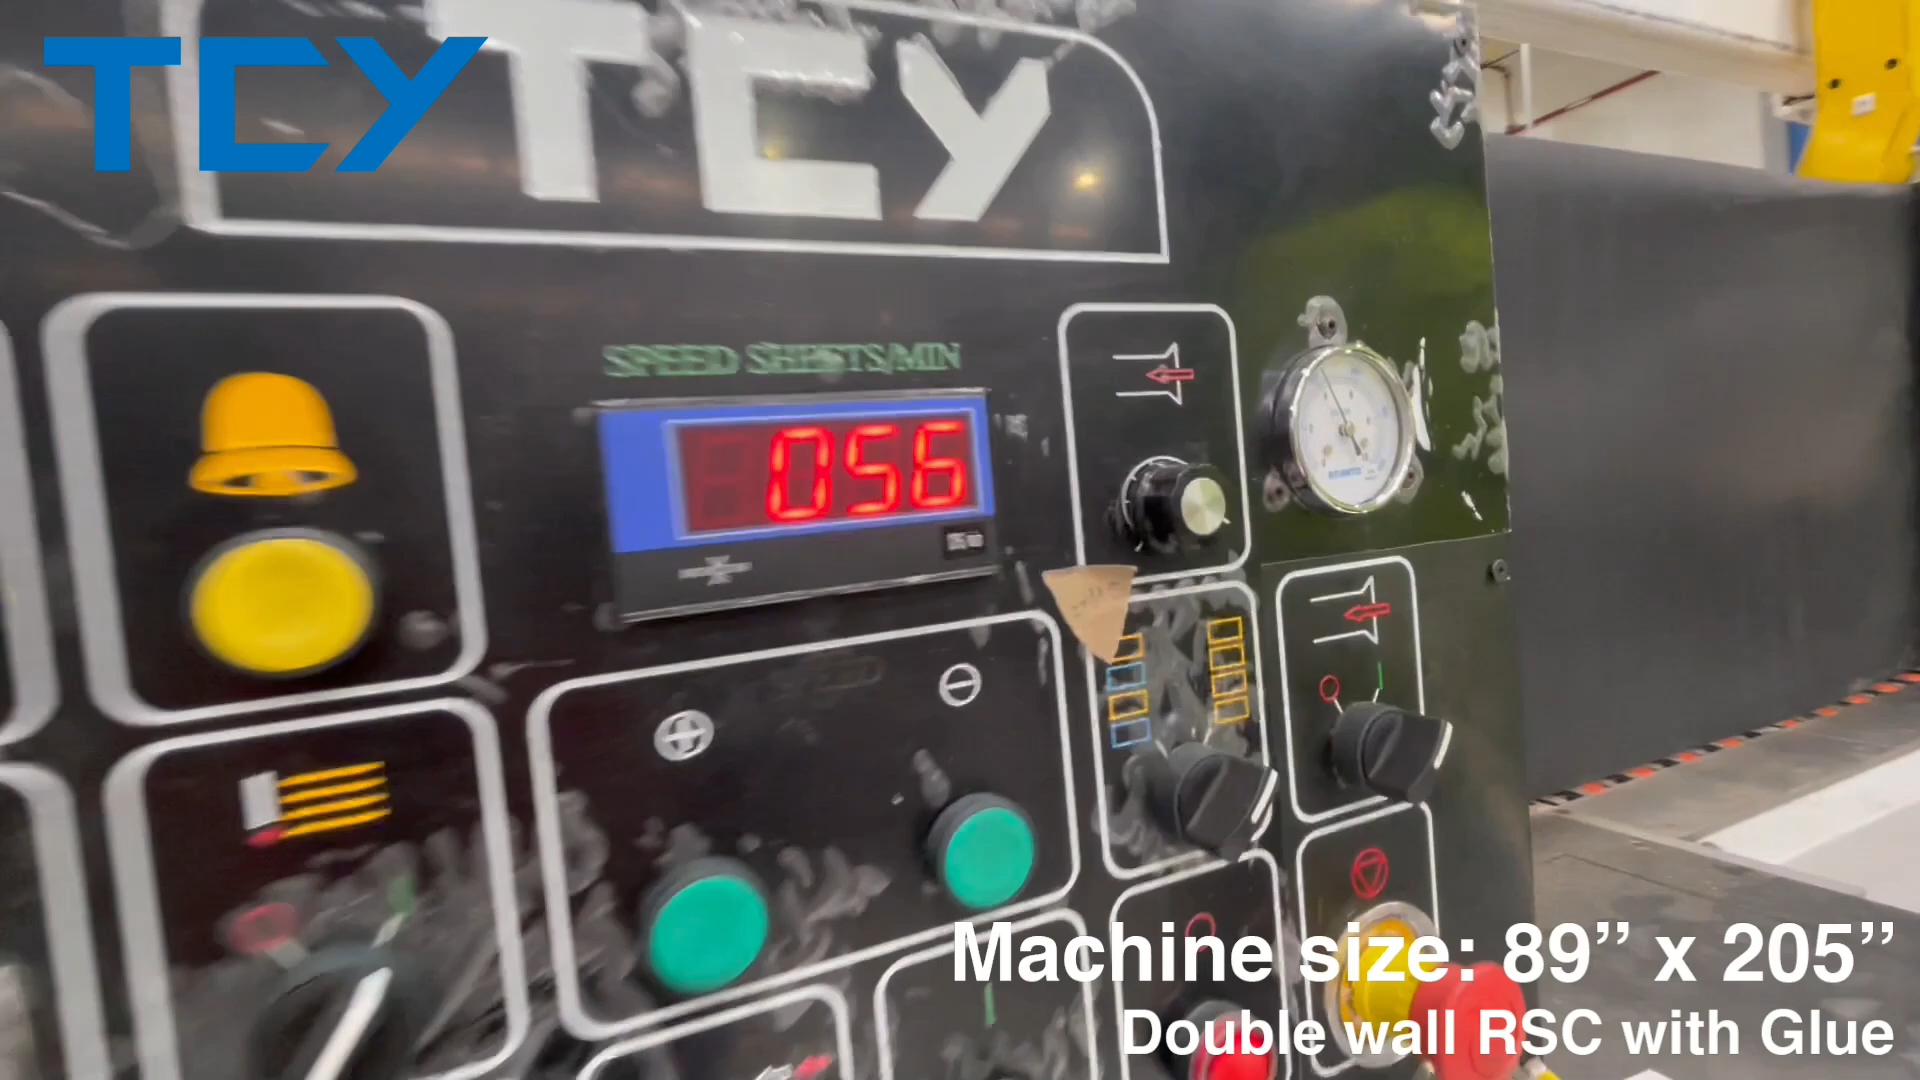 TCY
TCY
SPEED SHEETS/MIN
056
Machine size: 89” x 205”
Double wall RSC with Glue